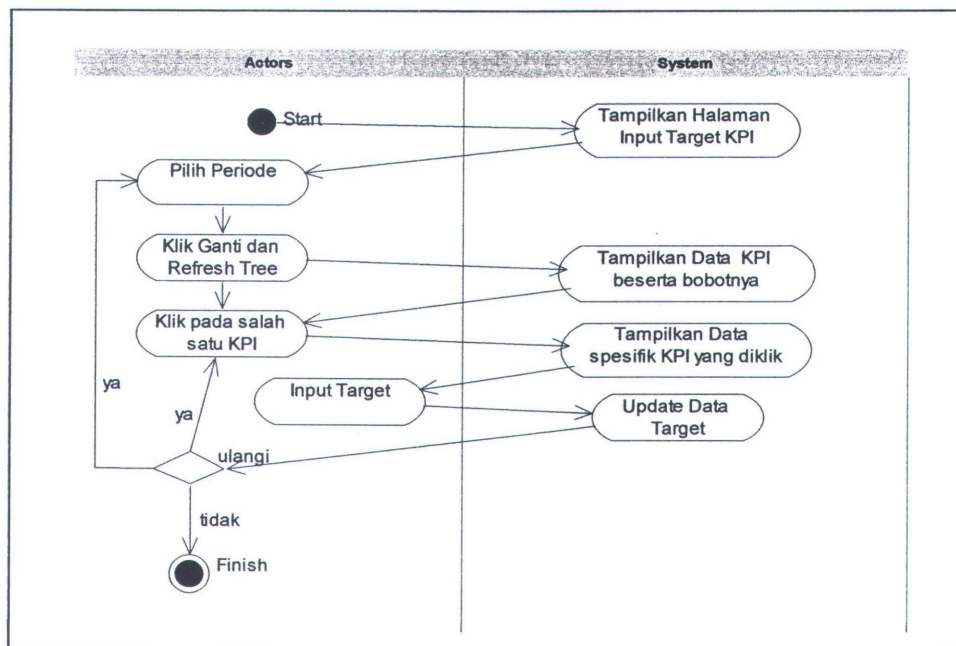 Actors
System
Start
Tampilkan Halaman
Input Target KPI
Pilih Periode
Klik Ganti dan
Refresh Tree
Tampilkan Data KPI
beserta bobotnya
Klik pada salah
satu KPI
Tampilkan Data
spesifik KPI yang diklik
ya
Input Target
ya
Update Data
Target
ulangi
tidak
Finish